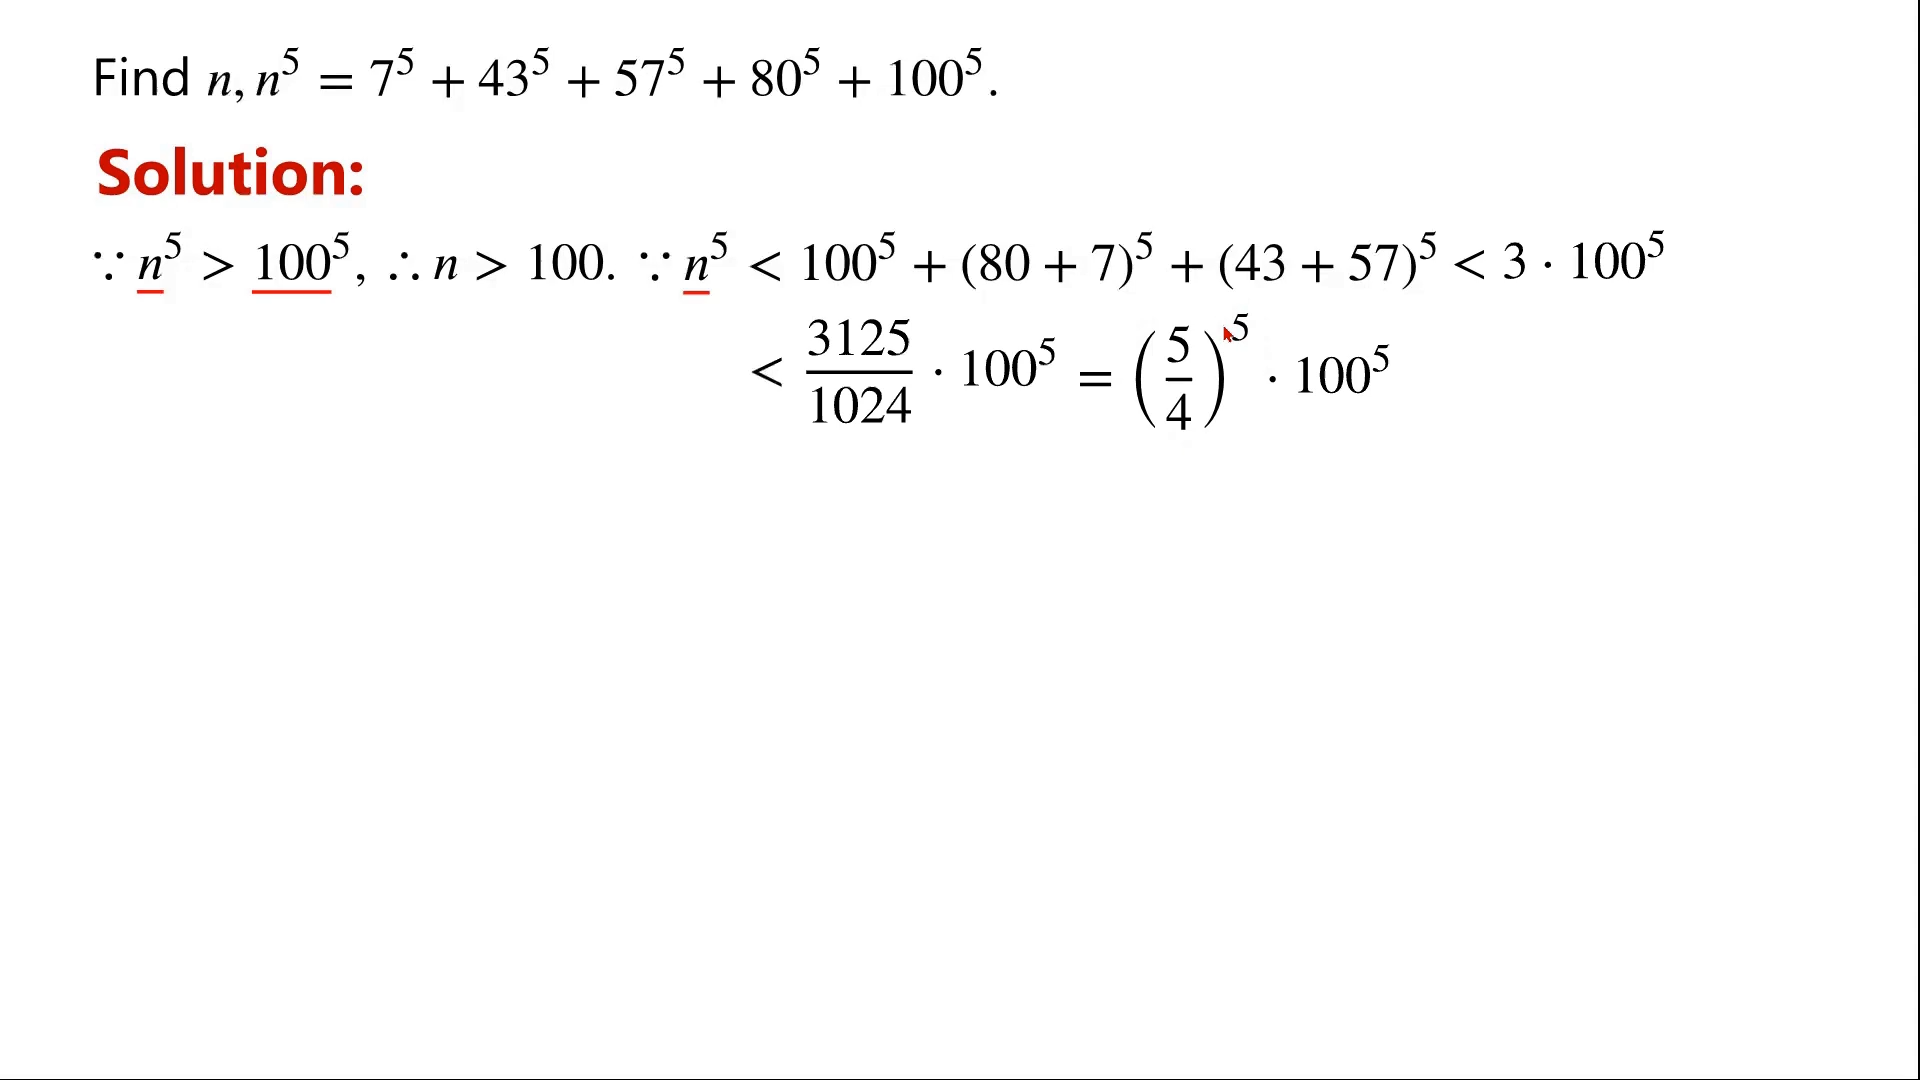 Find n, n⁵ = 7⁵ + 43⁵ + 57⁵ + 80⁵ + 100⁵.
Solution:
∵ n⁵ > 100⁵, ∴ n > 100. ∵ n⁵ < 100⁵ + (80 + 7)⁵ + (43 + 57)⁵ < 3 · 100⁵
< 3125/1024 · 100⁵ = (5/4)⁵ · 100⁵